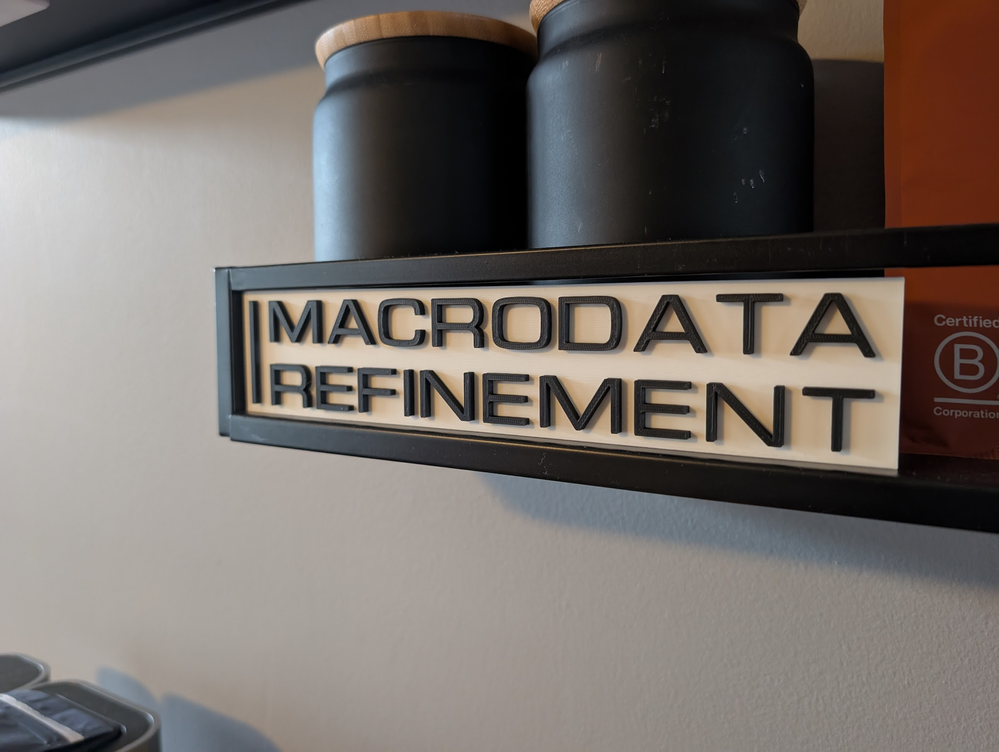 MACRODATA
REFINEMENT
Certified
B
Corporation